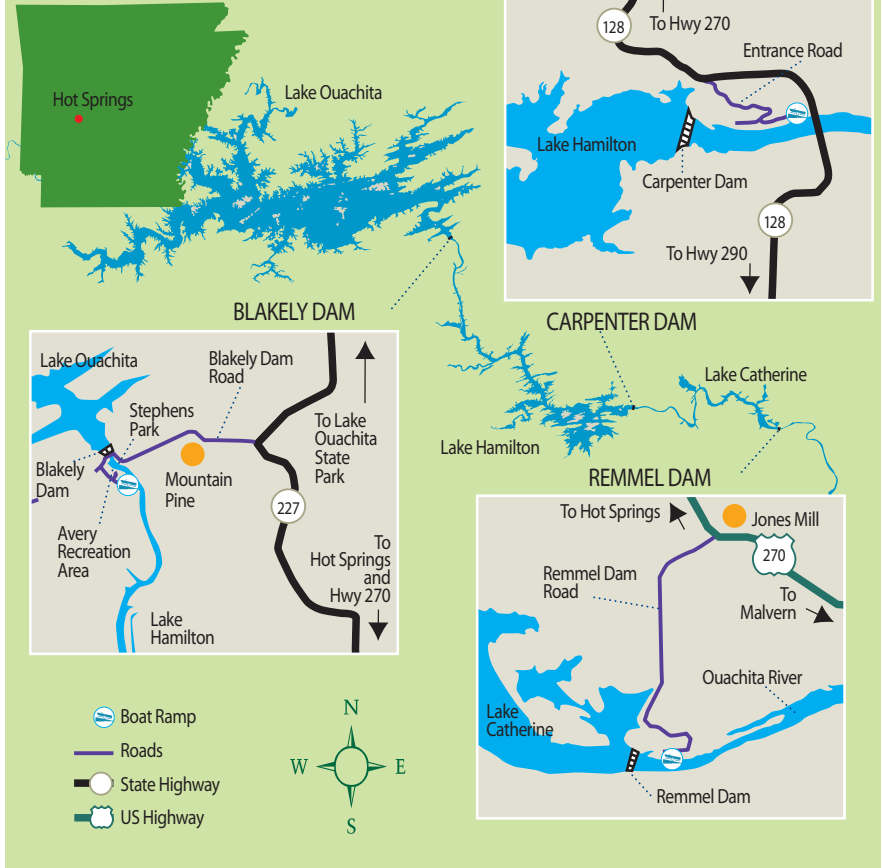 Hot Springs
Lake Ouachita
128
To Hwy 270
Entrance Road
Lake Hamilton
Carpenter Dam
128
To Hwy 290
BLAKELY DAM
CARPENTER DAM
Lake Catherine
Lake Hamilton
REMMEL DAM
Lake Ouachita
Blakely Dam
Road
Stephens
Park
To Lake
Ouachita
State
Park
Blakely
Dam
Mountain
Pine
227
Avery
Recreation
Area
To
Hot Springs
and
Hwy 270
Lake
Hamilton
To Hot Springs
Jones Mill
270
Remmel Dam
Road
To
Malvern
Ouachita River
Lake
Catherine
Remmel Dam
Boat Ramp
Roads
State Highway
US Highway
N
W
E
S